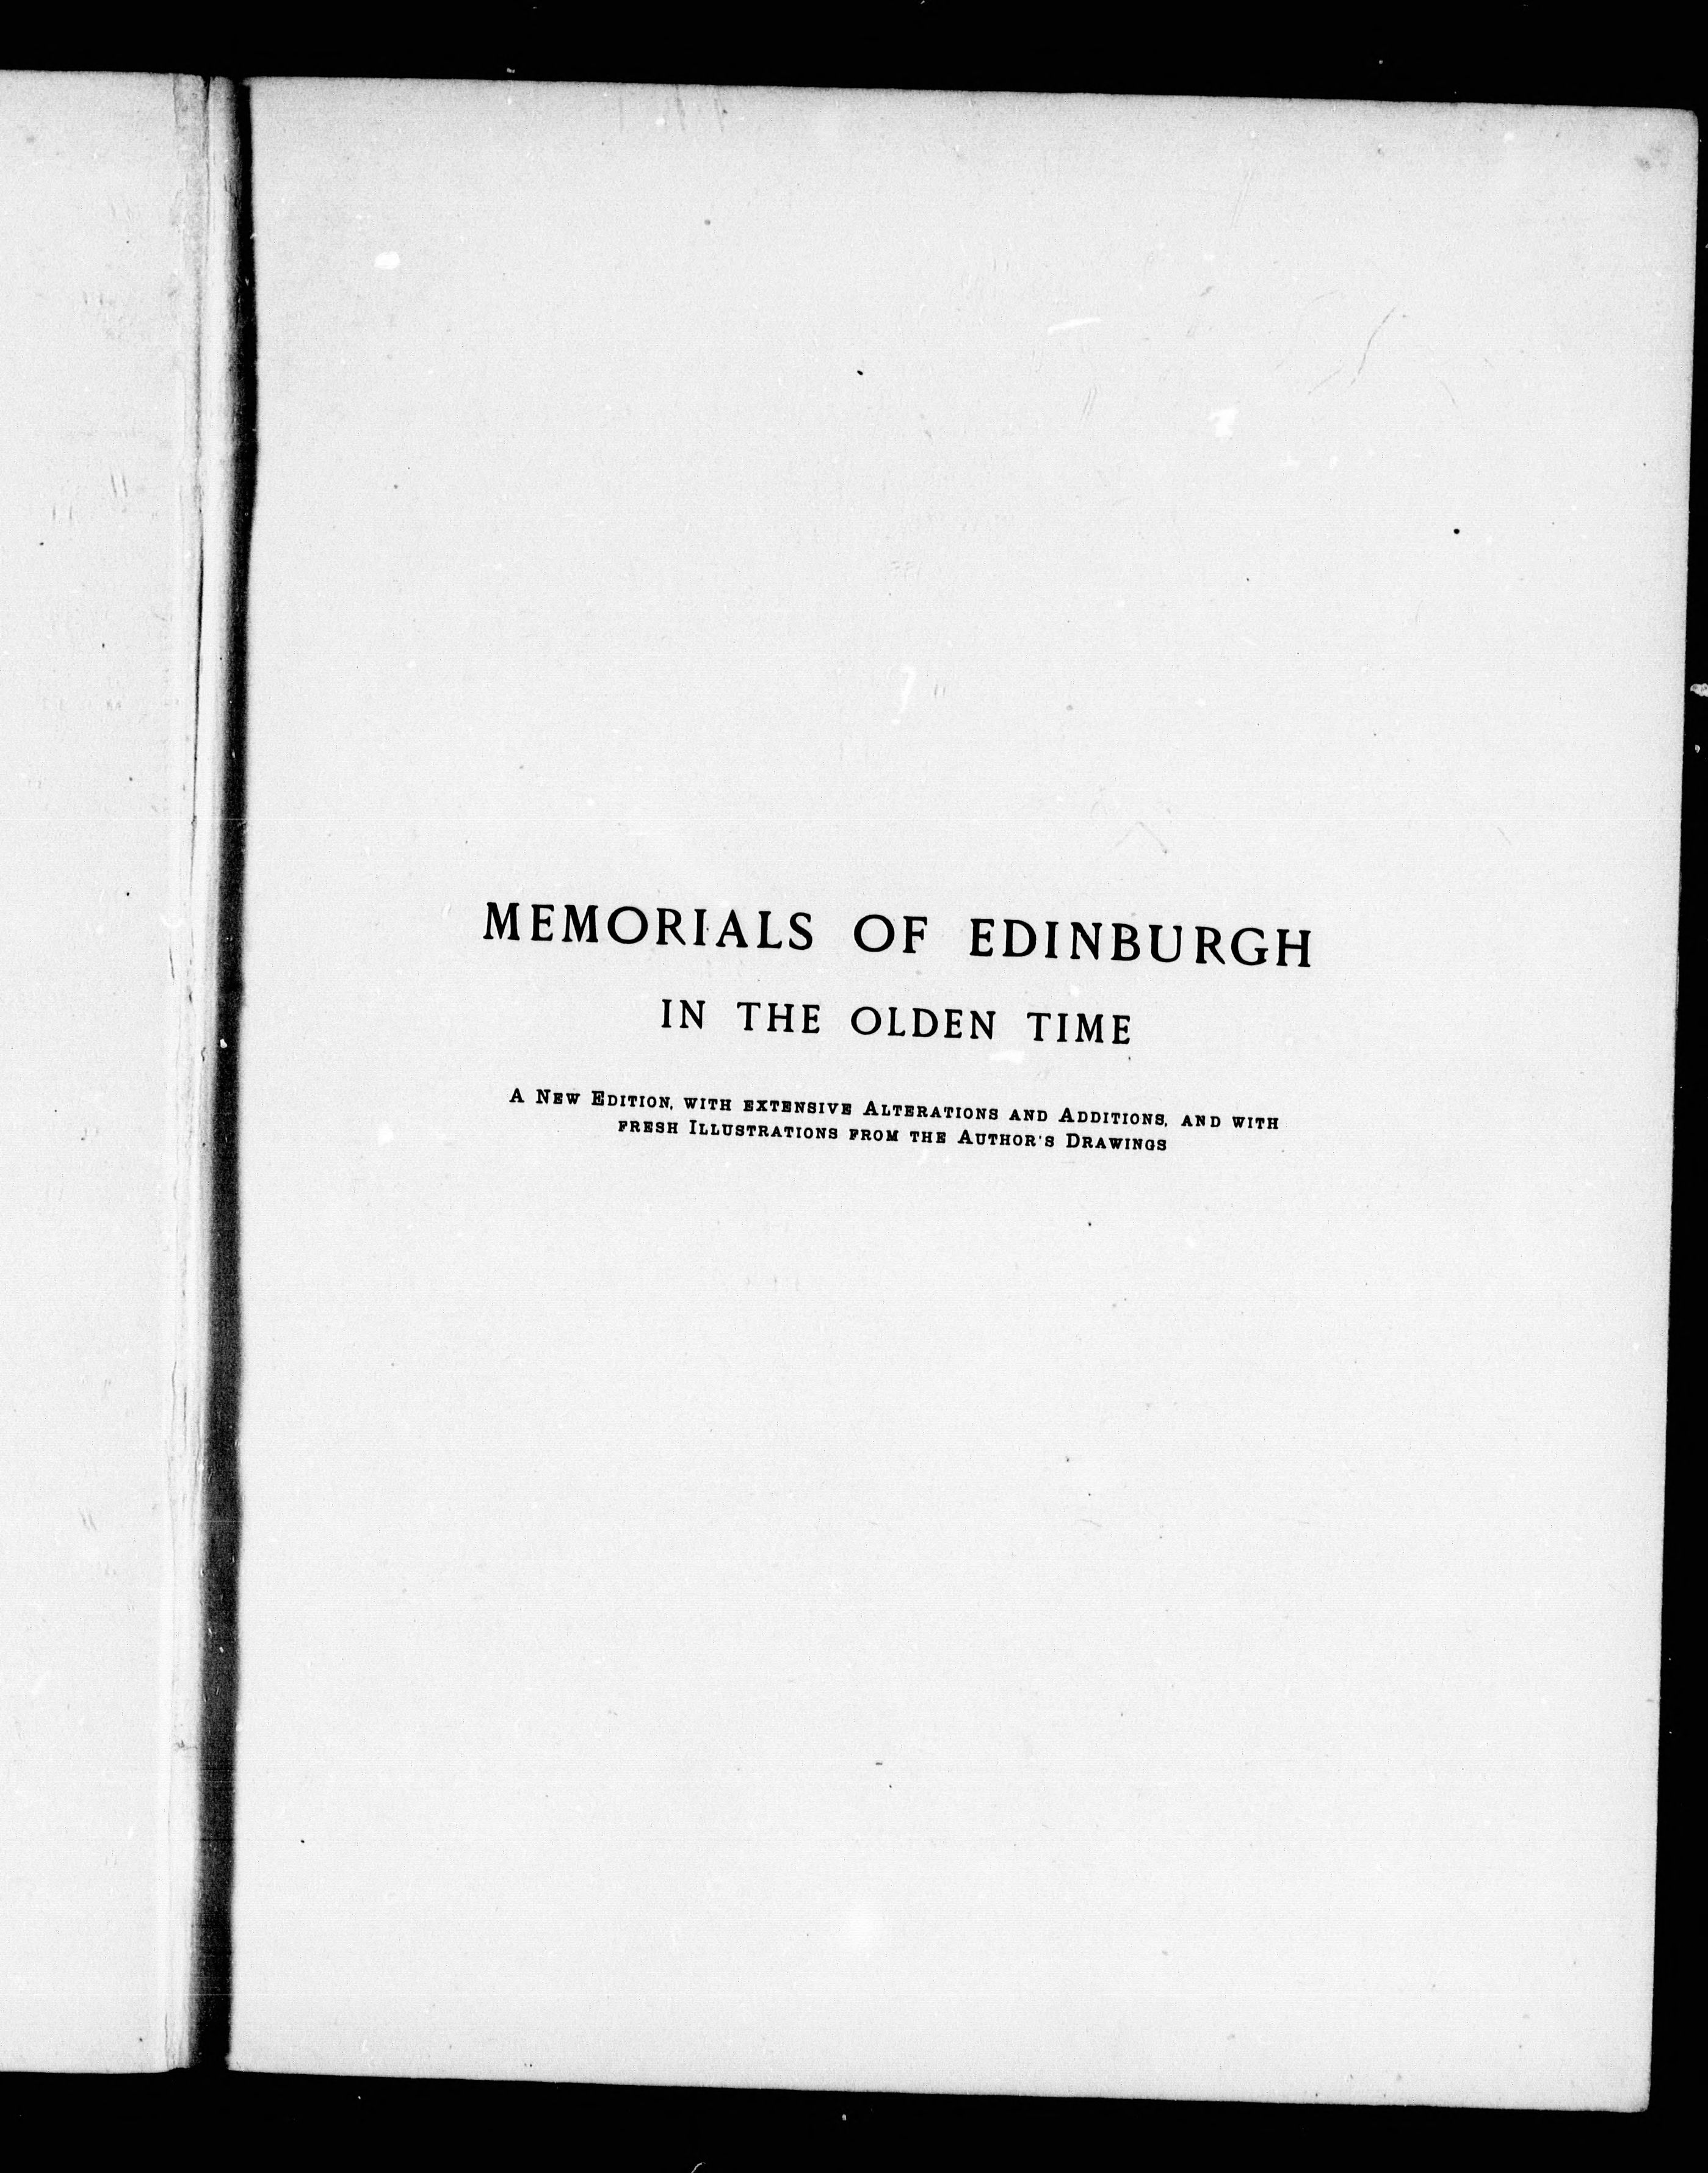 MEMORIALS OF EDINBURGH
IN THE OLDEN TIME
A New Edition, with extensive Alterations and Additions, and with
fresh Illustrations from the Author's Drawings